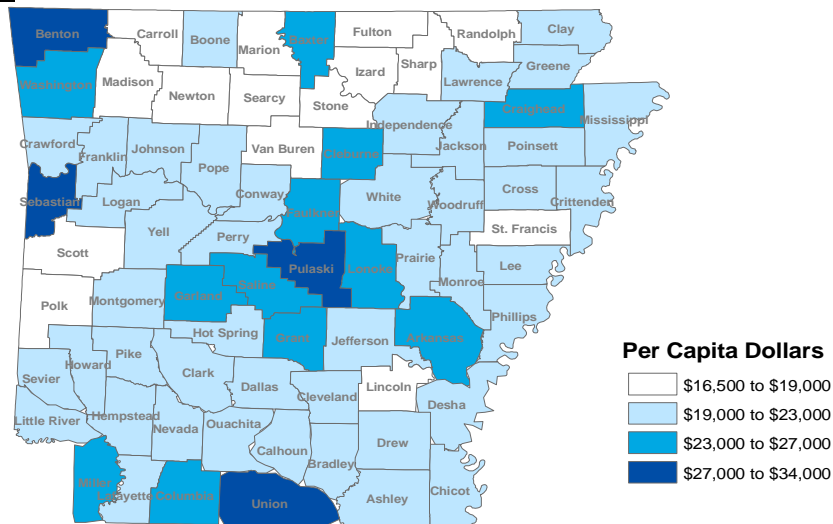 Benton
Carroll
Boone
Marion
Baxter
Fulton
Randolph
Clay
Sharp
Greene
Izard
Washington
Madison
Newton
Searcy
Stone
Lawrence
Craighead
Mississippi
Independence
Crawford
Franklin
Johnson
Pope
Van Buren
Cleburne
Jackson
Poinsett
Sebastian
Logan
Conway
Faulkner
White
Woodruff
Cross
Crittenden
Scott
Yell
Perry
Pulaski
Lonoke
Prairie
Monroe
St. Francis
Lee
Phillips
Polk
Montgomery
Garland
Saline
Hot Spring
Grant
Jefferson
Arkansas
Sevier
Howard
Pike
Clark
Dallas
Cleveland
Lincoln
Desha
Little River
Hempstead
Nevada
Ouachita
Calhoun
Bradley
Drew
Chicot
Miller
Lafayette
Columbia
Union
Ashley
Per Capita Dollars
$16,500 to $19,000
$19,000 to $23,000
$23,000 to $27,000
$27,000 to $34,000